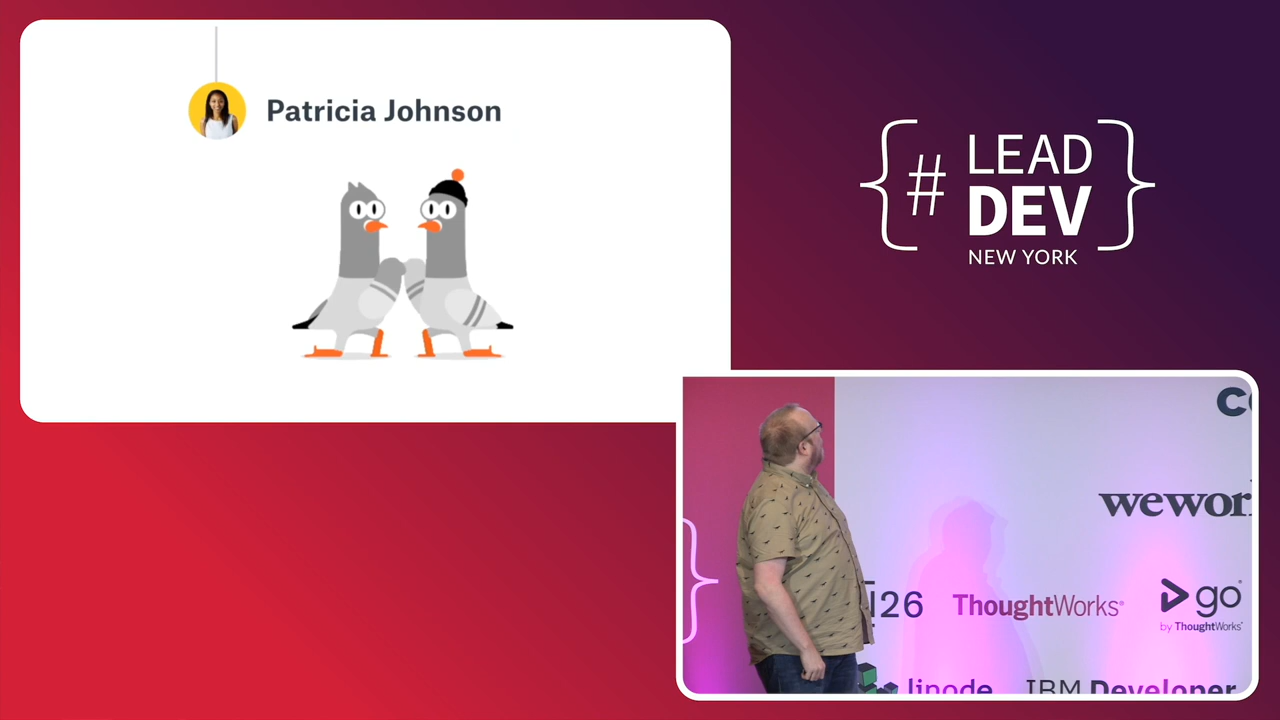 Patricia Johnson
{ # LEAD
DEV }
NEW YORK
wewor
26
ThoughtWorks®
go
by ThoughtWorks®
linode
IBM Developer